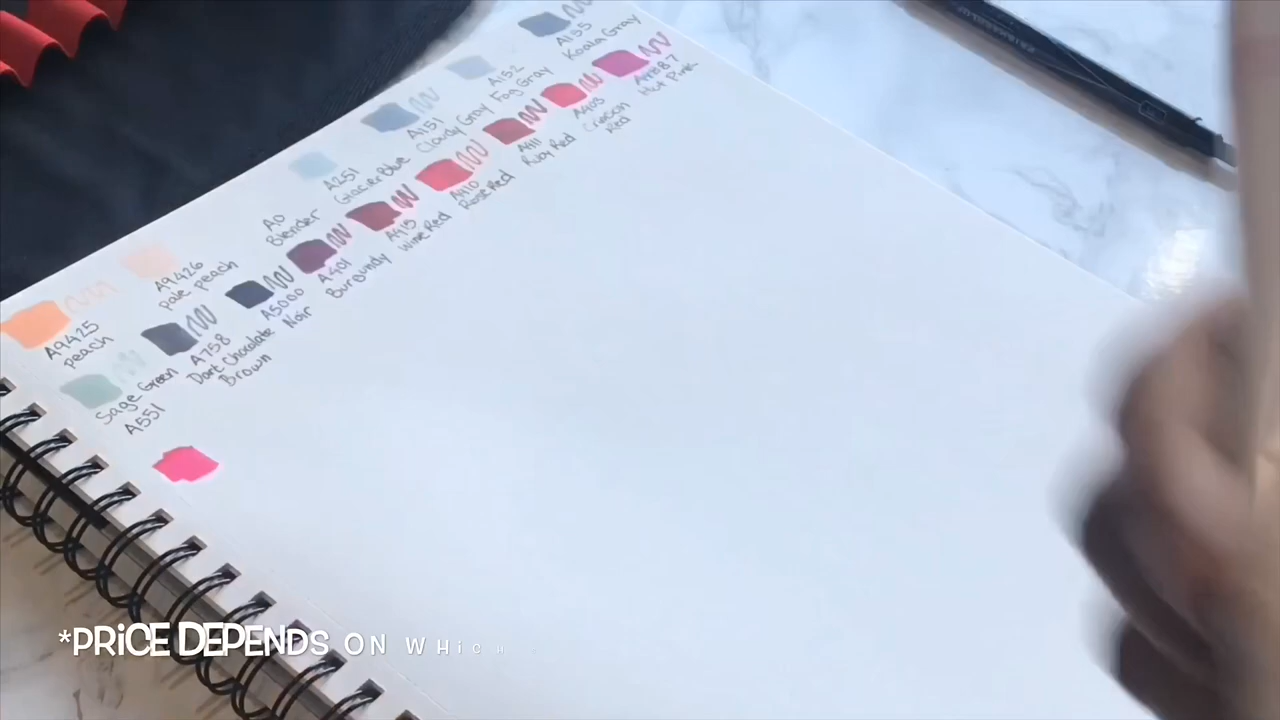 A9425
peach
A9426
pale peach
A0
Blender
A251
Glacier Blue
A151
Cloudy Gray
A152
Fog Gray
A155
Koala Gray
Sage Green
A551
A758
Dark Chocolate
Brown
A5000
Noir
A401
Burgundy
A415
Wine Red
A410
Rose Red
A411
Ruby Red
A405
Red
Hot Pink
*PRiCE DEPENDS ON WHiCH